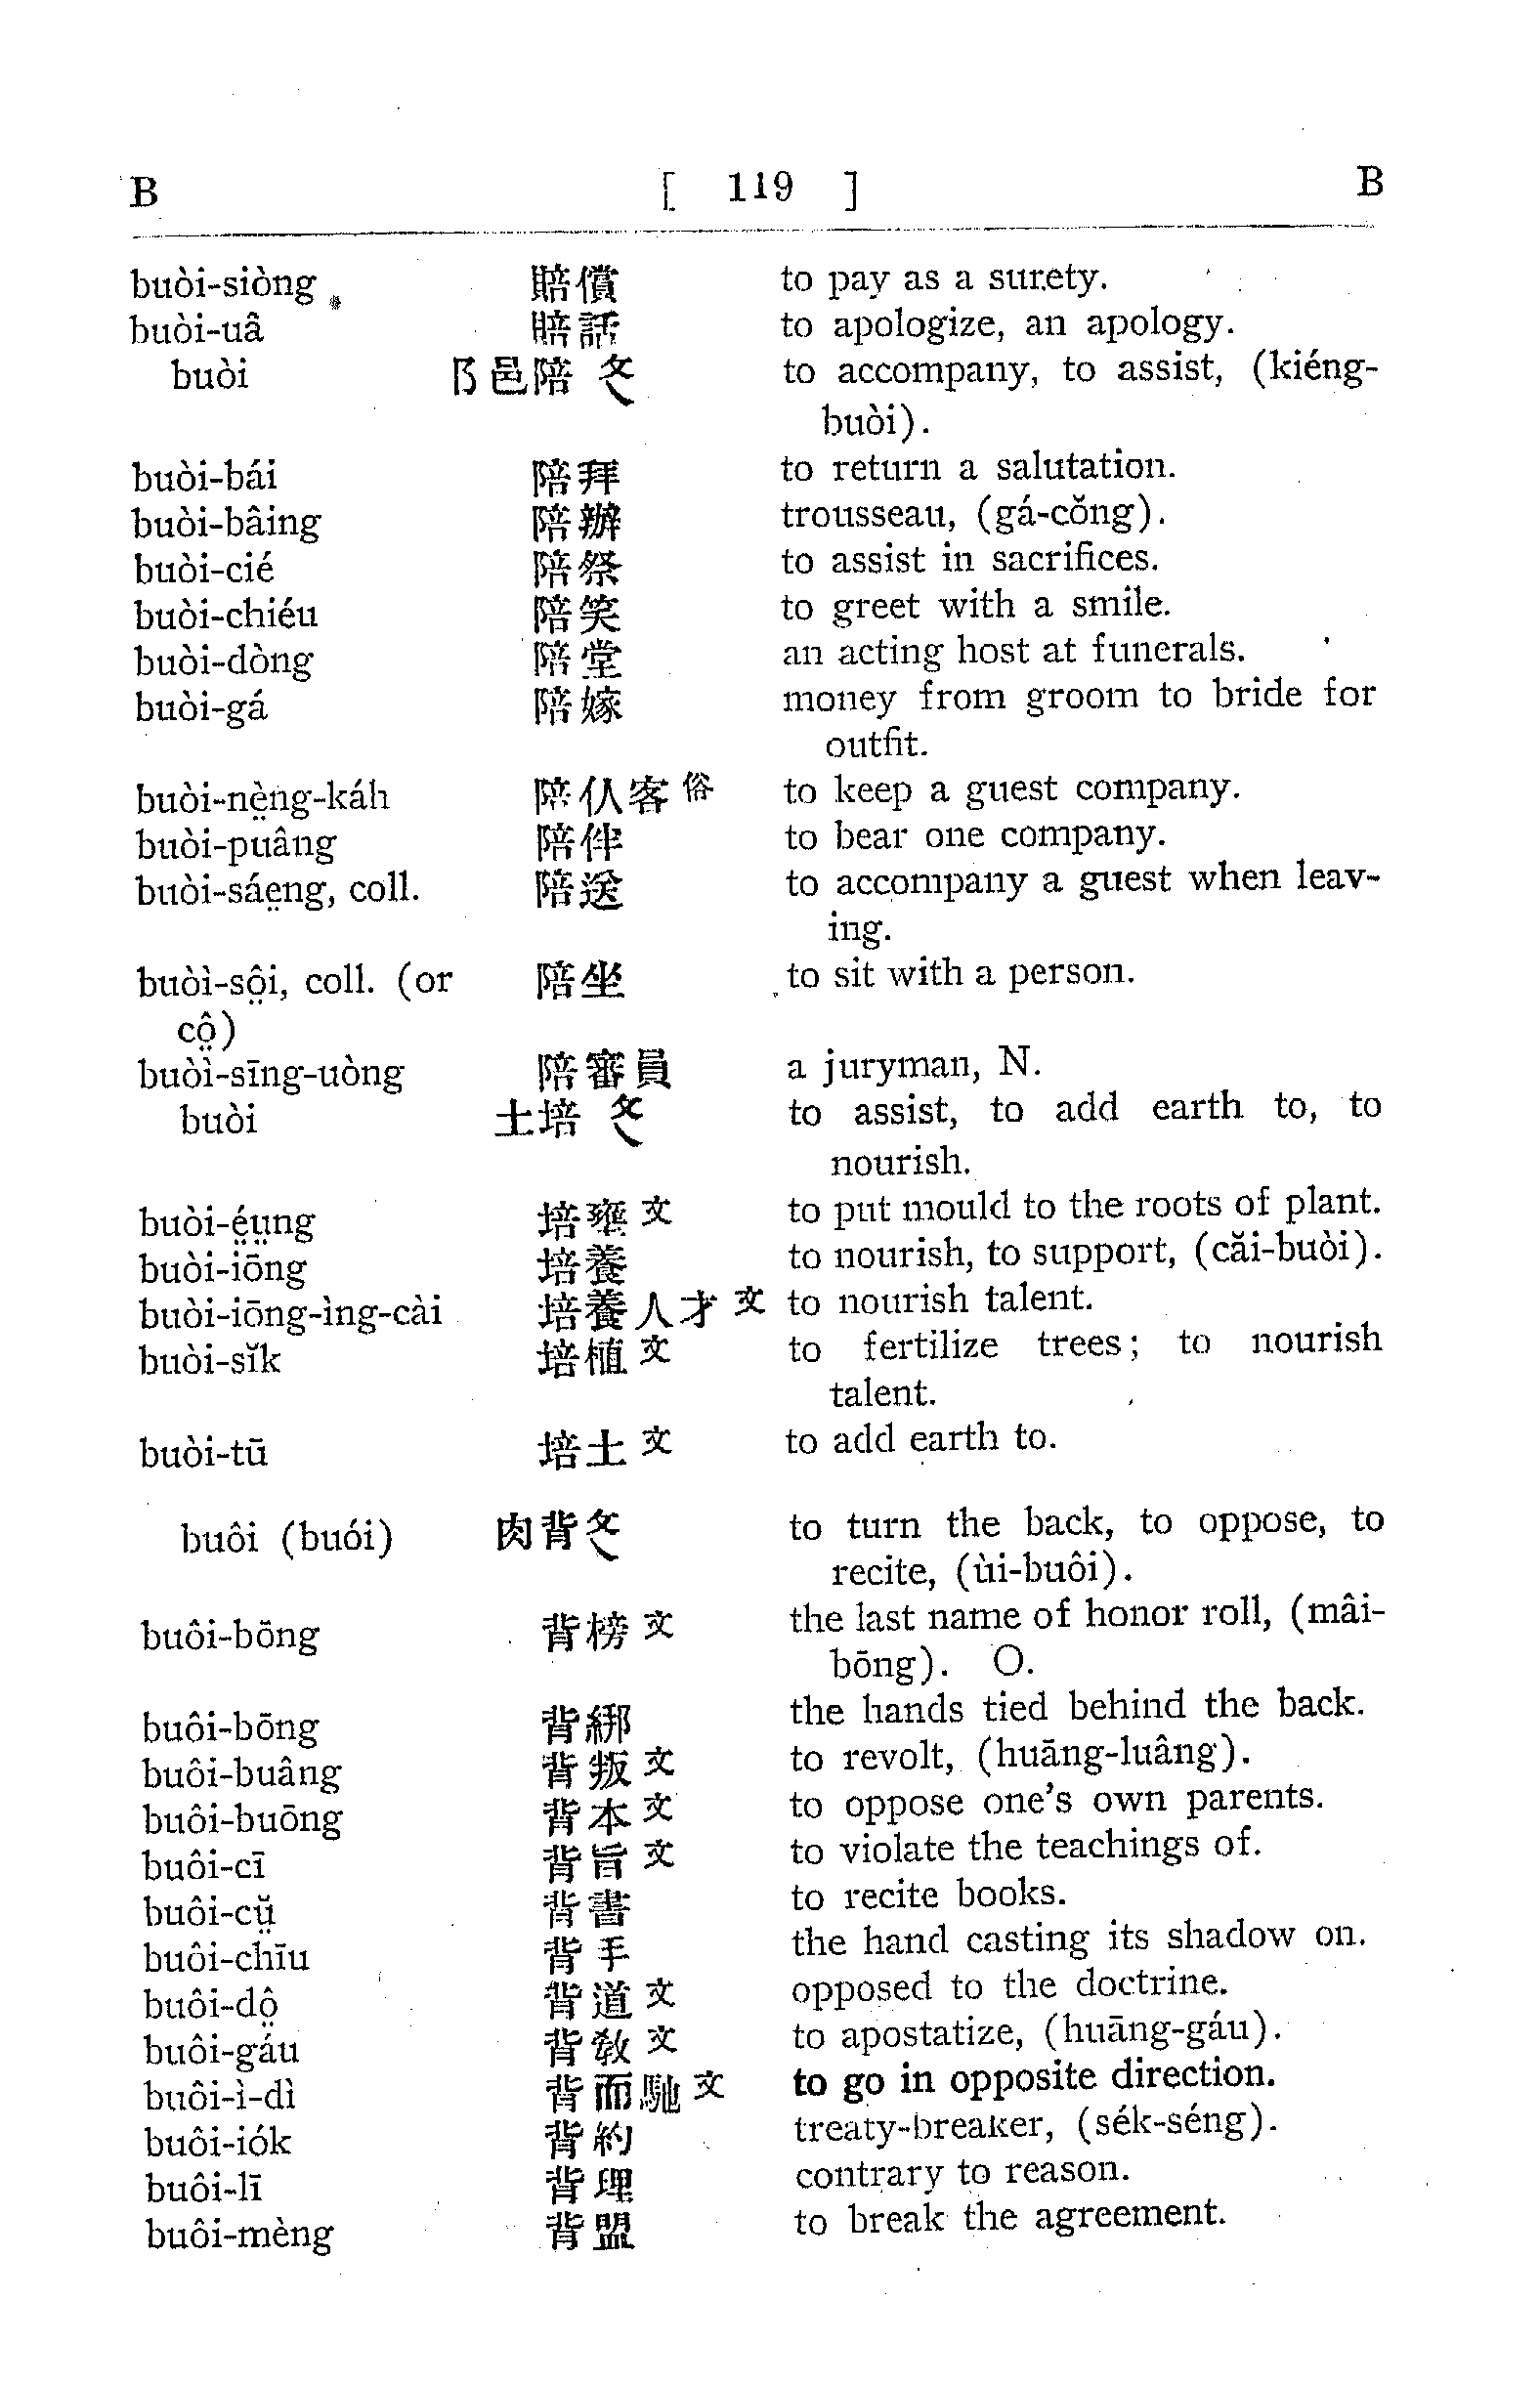 B [ 119 ] B
buòi-siòng 賠償 to pay as a surety.
buòi-uâ 賠話 to apologize, an apology.
buòi 阝邑陪 to accompany, to assist, (kiéng-
buòi).
buòi-bái 陪拜 to return a salutation.
buòi-bâing 陪辦 trousseau, (gá-cŏng).
buòi-cié 陪祭 to assist in sacrifices.
buòi-chiéu 陪笑 to greet with a smile.
buòi-dòng 陪堂 an acting host at funerals.
buòi-gá 陪嫁 money from groom to bride for
outfit.
buòi-nè̤ng-káh 陪仈客 俗 to keep a guest company.
buòi-puâng 陪伴 to bear one company.
buòi-sáe̤ng, coll. 陪送 to accompany a guest when leav-
ing.
buòi-sô̤i, coll. (or 陪坐 to sit with a person.
cô̤)
buòi-sīng-uòng 陪審員 a juryman, N.
buòi 土培 to assist, to add earth to, to
nourish.
buòi-é̤ṳng 培壅 文 to put mould to the roots of plant.
buòi-iōng 培養 to nourish, to support, (căi-buòi).
buòi-iōng-ìng-cài 培養人才 文 to nourish talent.
buòi-sĭk 培植 文 to fertilize trees; to nourish
talent.
buòi-tū 培土 文 to add earth to.
buôi (buói) 肉背 to turn the back, to oppose, to
recite, (ùi-buôi).
buôi-bōng 背榜 文 the last name of honor roll, (mâi-
bōng). O.
buôi-bōng 背綁 the hands tied behind the back.
buôi-buâng 背叛 文 to revolt, (huāng-luâng).
buôi-buōng 背本 文 to oppose one's own parents.
buôi-cī 背旨 文 to violate the teachings of.
buôi-cṳ̆ 背書 to recite books.
buôi-chīu 背手 the hand casting its shadow on.
buôi-dô̤ 背道 文 opposed to the doctrine.
buôi-gáu 背教 文 to apostatize, (huāng-gáu).
buôi-ì-dì 背而馳 文 to go in opposite direction.
buôi-iók 背約 treaty-breaker, (sék-séng).
buôi-lī 背理 contrary to reason.
buôi-mèng 背盟 to break the agreement.